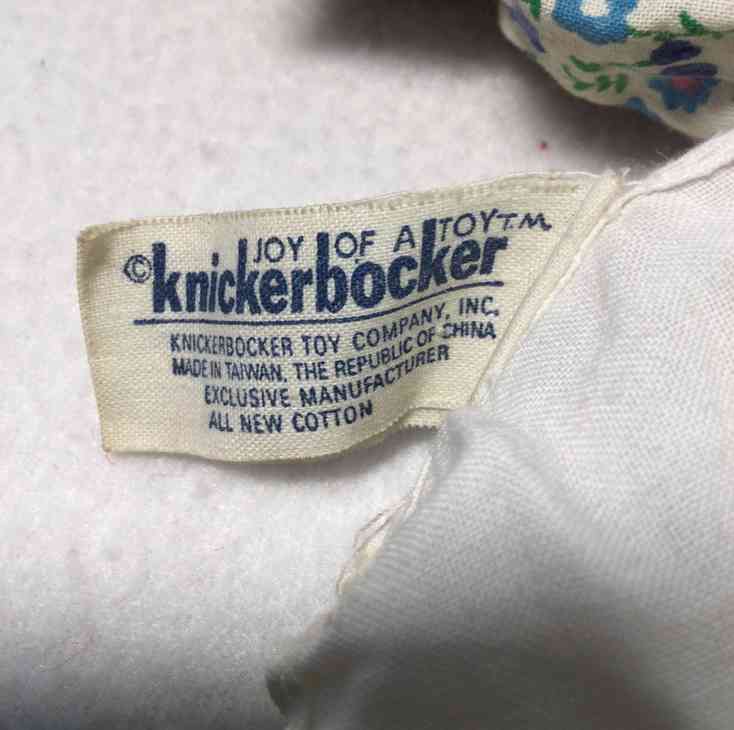 JOY OF A TOY™
©knickerbocker
KNICKERBOCKER TOY COMPANY, INC.
MADE IN TAIWAN, THE REPUBLIC OF CHINA
EXCLUSIVE MANUFACTURER
ALL NEW COTTON